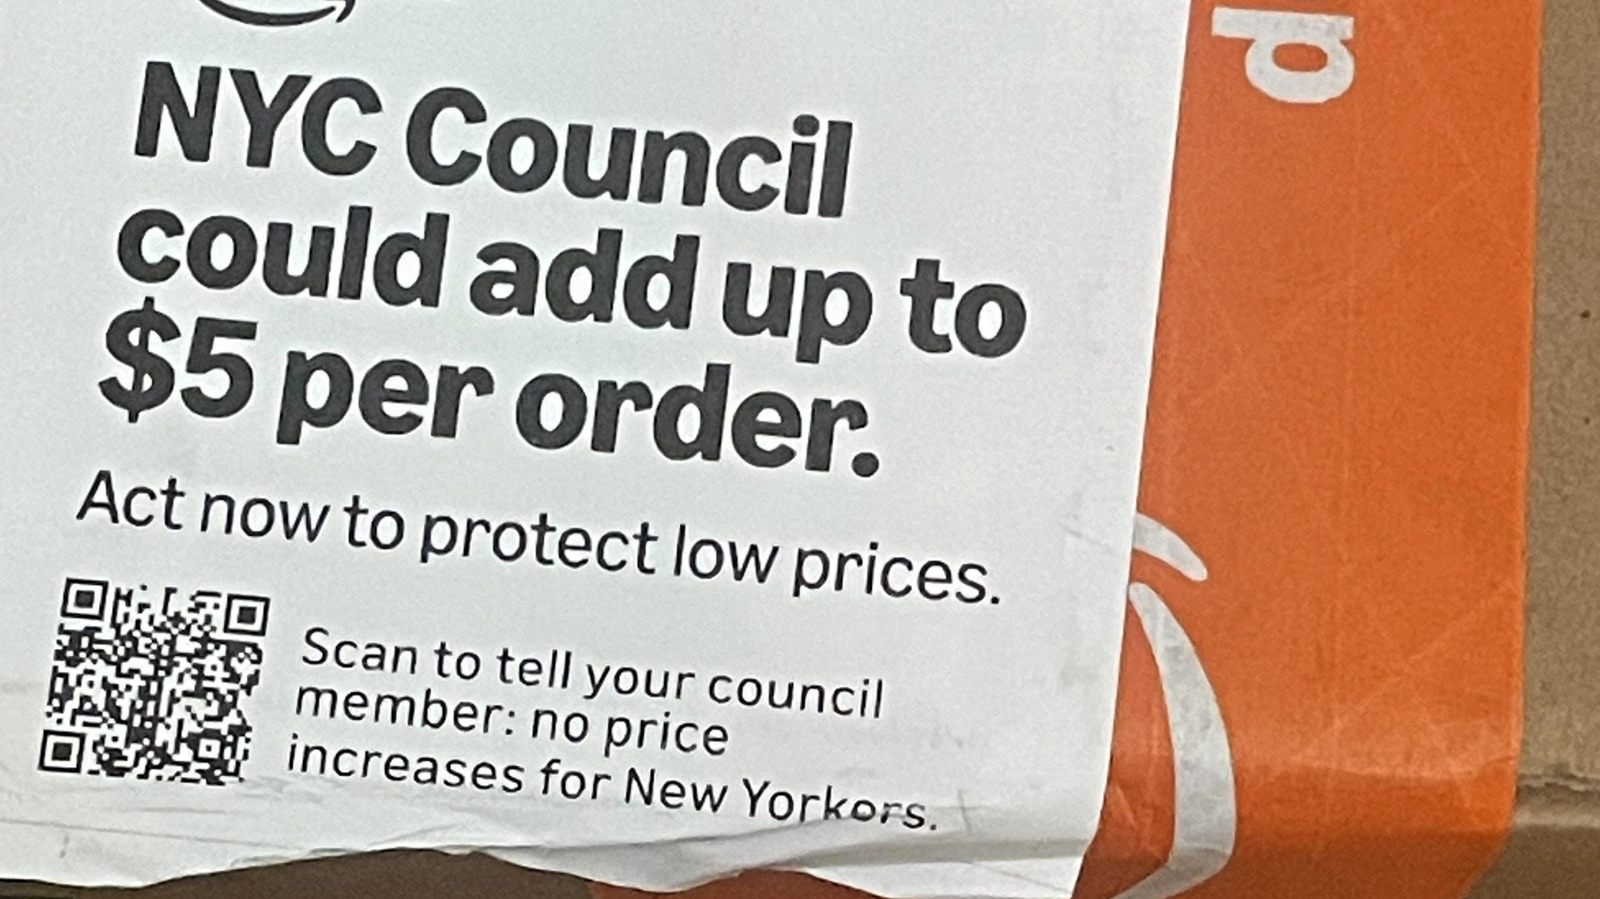 NYC Council
could add up to
$5 per order.
Act now to protect low prices.
Scan to tell your council
member: no price
increases for New Yorkers.